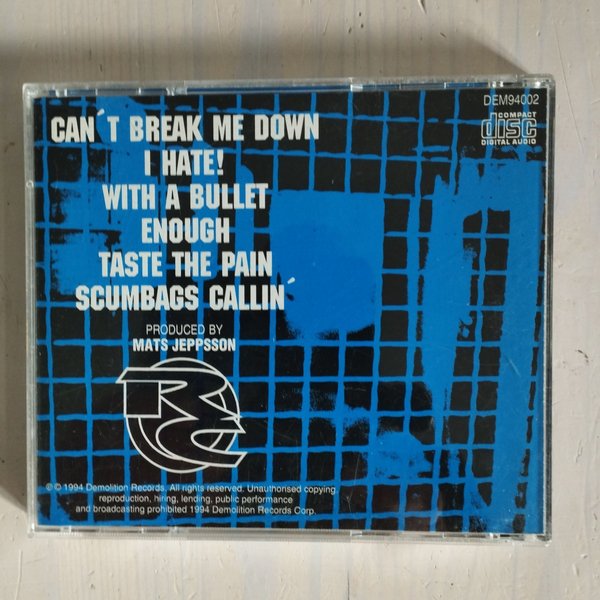 DEM94002
COMPACT
disc
DIGITAL AUDIO
CAN´T BREAK ME DOWN
I HATE!
WITH A BULLET
ENOUGH
TASTE THE PAIN
SCUMBAGS CALLIN´
PRODUCED BY
MATS JEPPSSON
℗ © 1994 Demolition Records. All rights reserved. Unauthorised copying,
reproduction, hiring, lending, public performance
and broadcasting prohibited 1994 Demolition Records Corp.